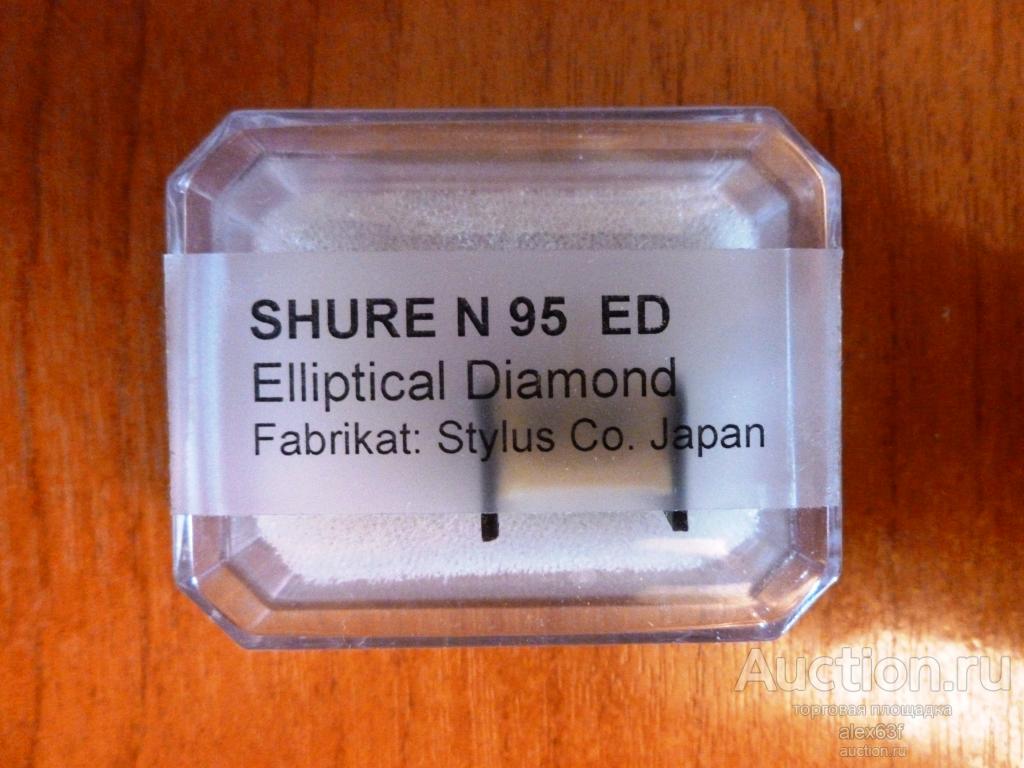 SHURE N 95 ED
Elliptical Diamond
Fabrikat: Stylus Co. Japan
Auction.ru
торговая площадка
alex63f
auction.ru